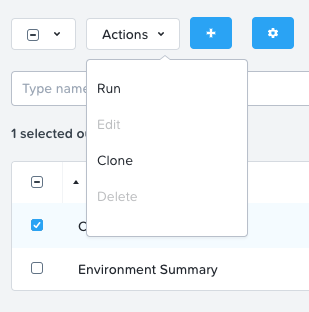 Actions
Type name
1 selected o
Run
Edit
Clone
Delete
Environment Summary